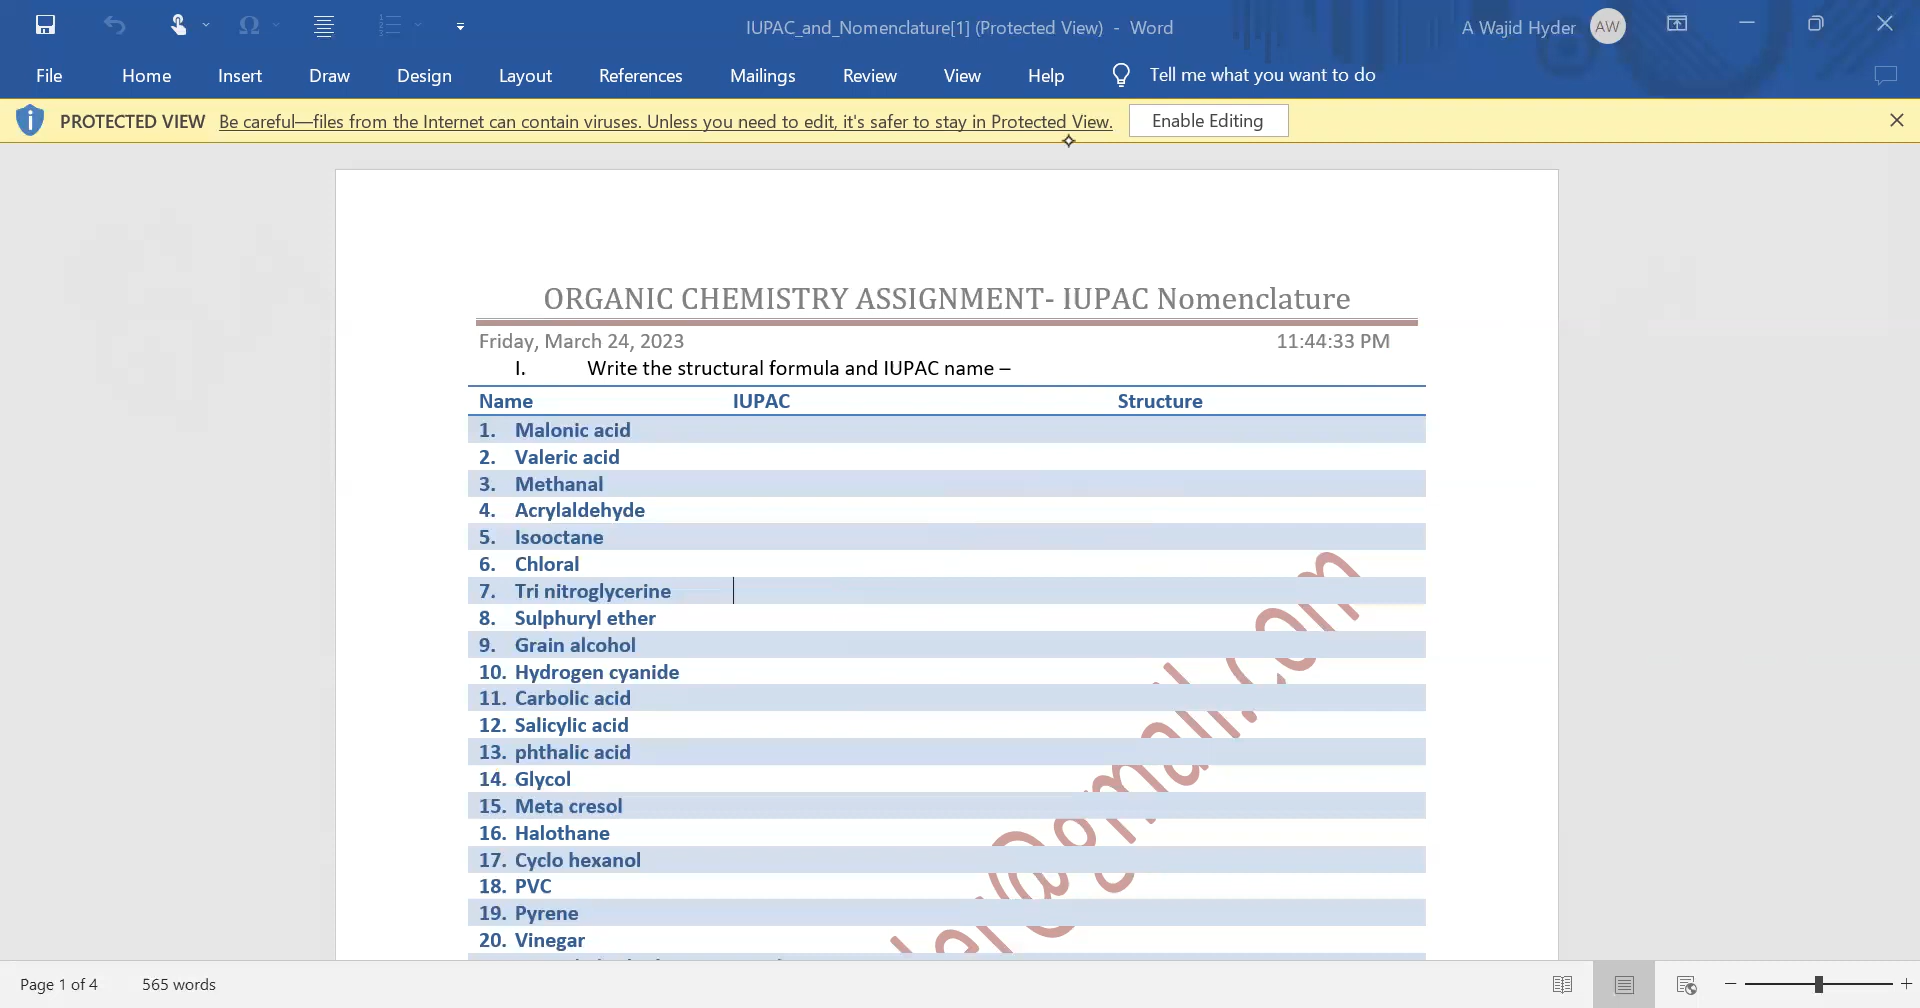 IUPAC_and_Nomenclature[1] (Protected View) - Word
A Wajid Hyder AW
File Home Insert Draw Design Layout References Mailings Review View Help Tell me what you want to do
PROTECTED VIEW Be careful—files from the Internet can contain viruses. Unless you need to edit, it's safer to stay in Protected View. Enable Editing
ORGANIC CHEMISTRY ASSIGNMENT- IUPAC Nomenclature
Friday, March 24, 2023 11:44:33 PM
I. Write the structural formula and IUPAC name –
Name IUPAC Structure
1. Malonic acid
2. Valeric acid
3. Methanal
4. Acrylaldehyde
5. Isooctane
6. Chloral
7. Tri nitroglycerine
8. Sulphuryl ether
9. Grain alcohol
10. Hydrogen cyanide
11. Carbolic acid
12. Salicylic acid
13. phthalic acid
14. Glycol
15. Meta cresol
16. Halothane
17. Cyclo hexanol
18. PVC
19. Pyrene
20. Vinegar
der@gmail.com
Page 1 of 4 565 words